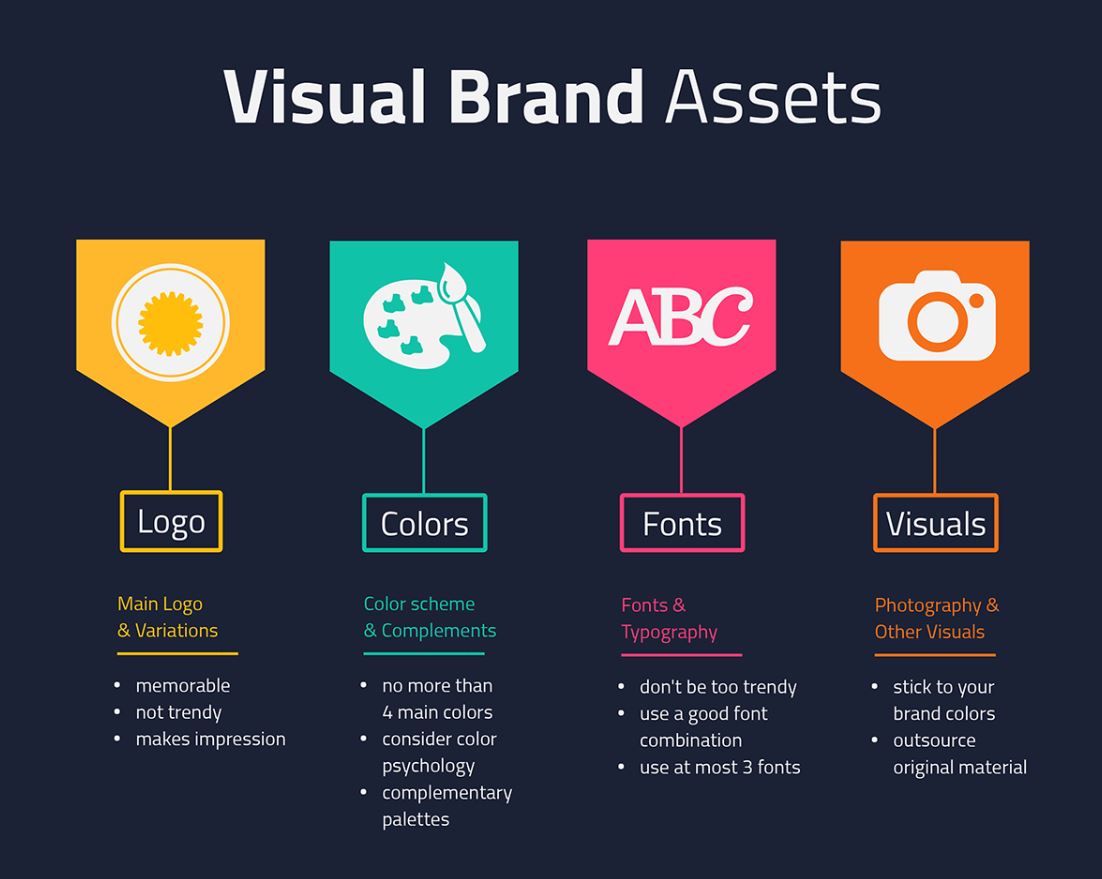 Visual Brand Assets
ABC
Logo
Main Logo
& Variations
• memorable
• not trendy
• makes impression
Colors
Color scheme
& Complements
• no more than
4 main colors
• consider color
psychology
• complementary
palettes
Fonts
Fonts &
Typography
• don't be too trendy
• use a good font
combination
• use at most 3 fonts
Visuals
Photography &
Other Visuals
• stick to your
brand colors
• outsource
original material